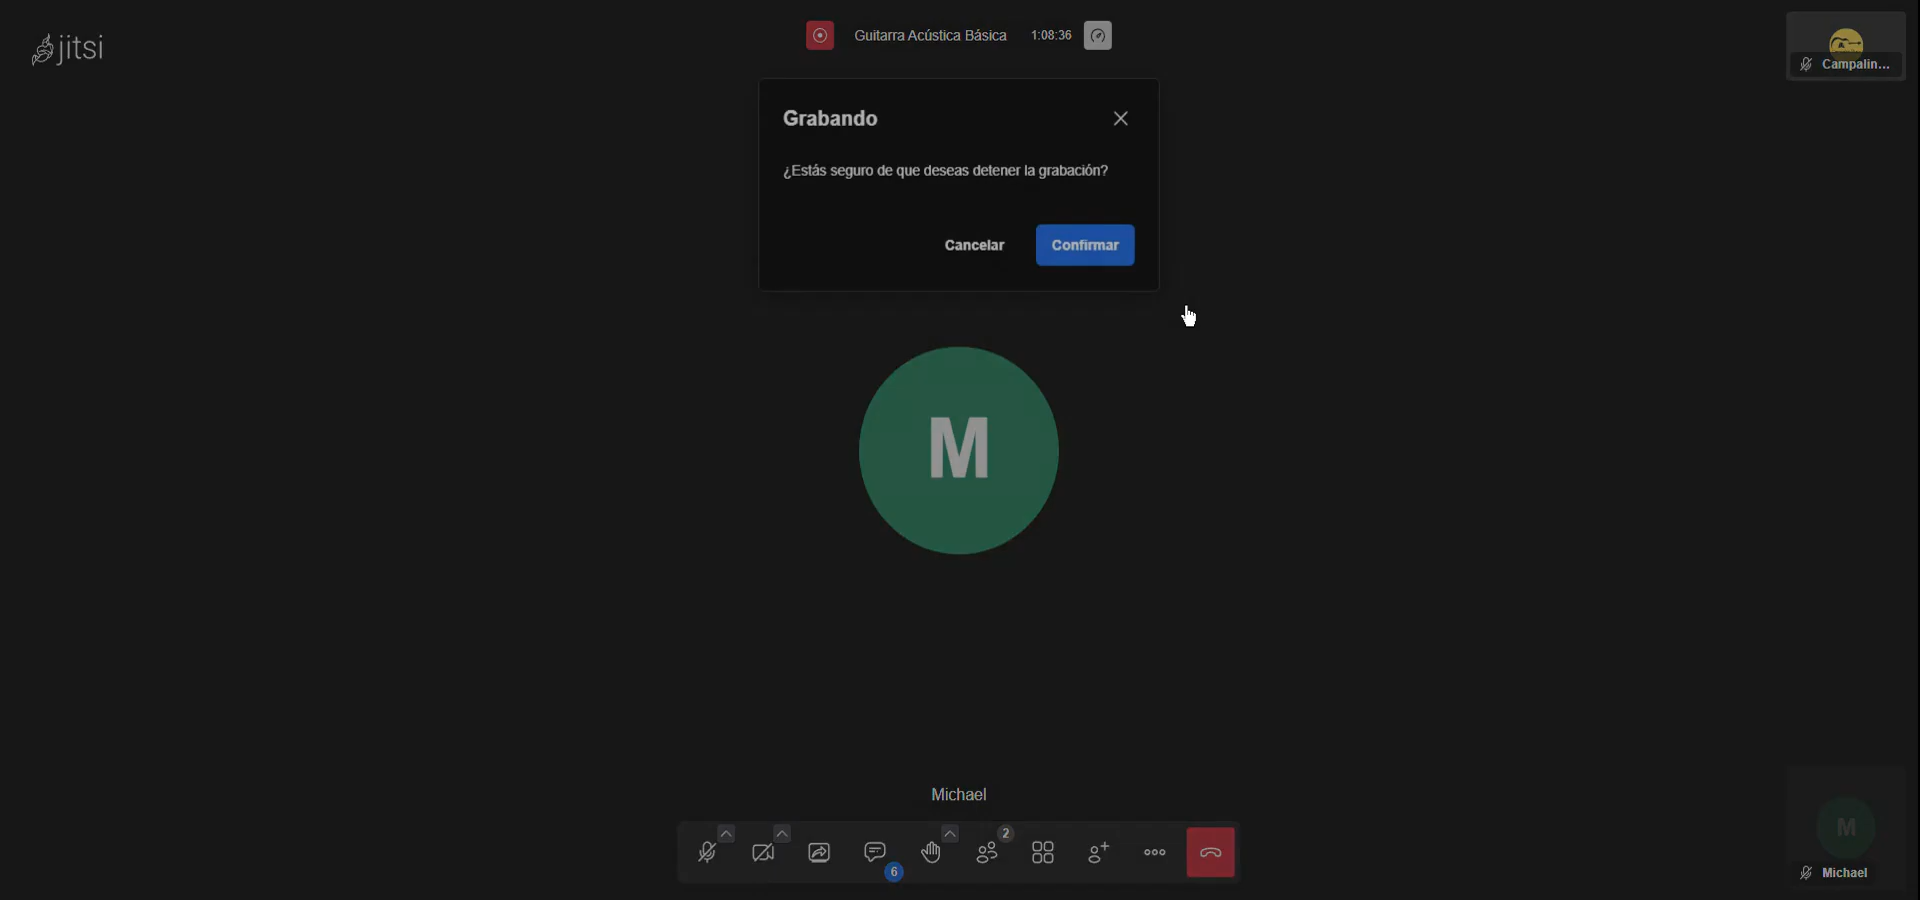 jitsi
Guitarra Acústica Básica 1:08:36
Campalin...
Grabando
¿Estás seguro de que deseas detener la grabación?
Cancelar Confirmar
M
Michael
2
6
M
Michael